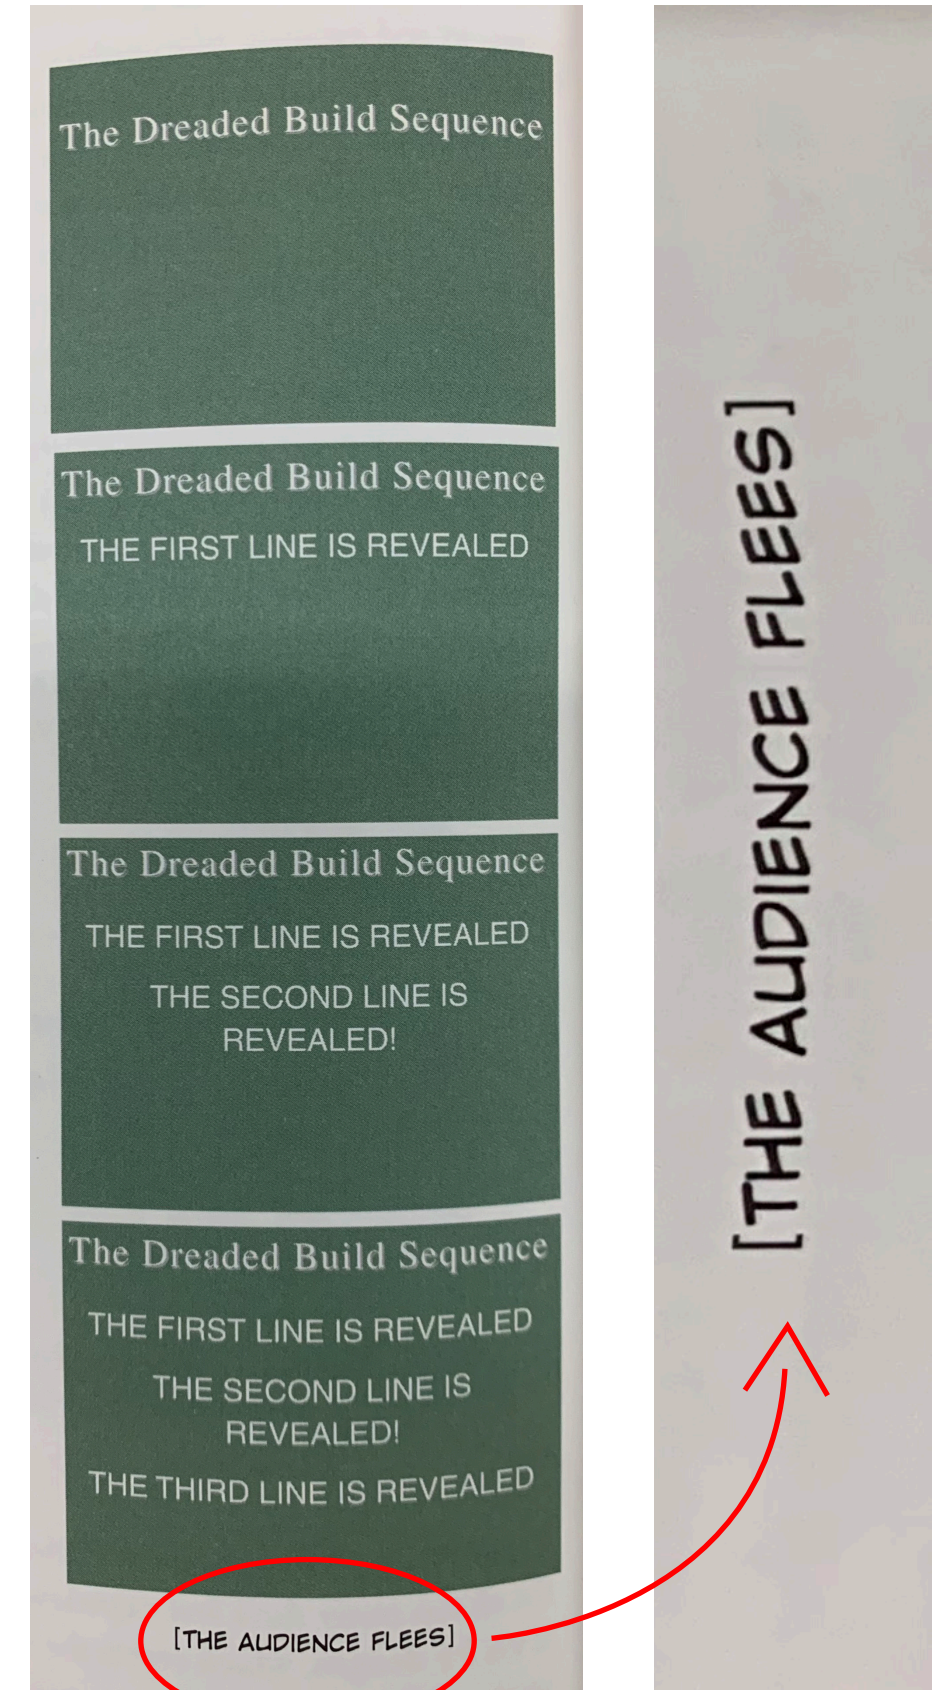 The Dreaded Build Sequence
The Dreaded Build Sequence
THE FIRST LINE IS REVEALED
The Dreaded Build Sequence
THE FIRST LINE IS REVEALED
THE SECOND LINE IS
REVEALED!
The Dreaded Build Sequence
THE FIRST LINE IS REVEALED
THE SECOND LINE IS
REVEALED!
THE THIRD LINE IS REVEALED
[THE AUDIENCE FLEES]
[THE AUDIENCE FLEES]